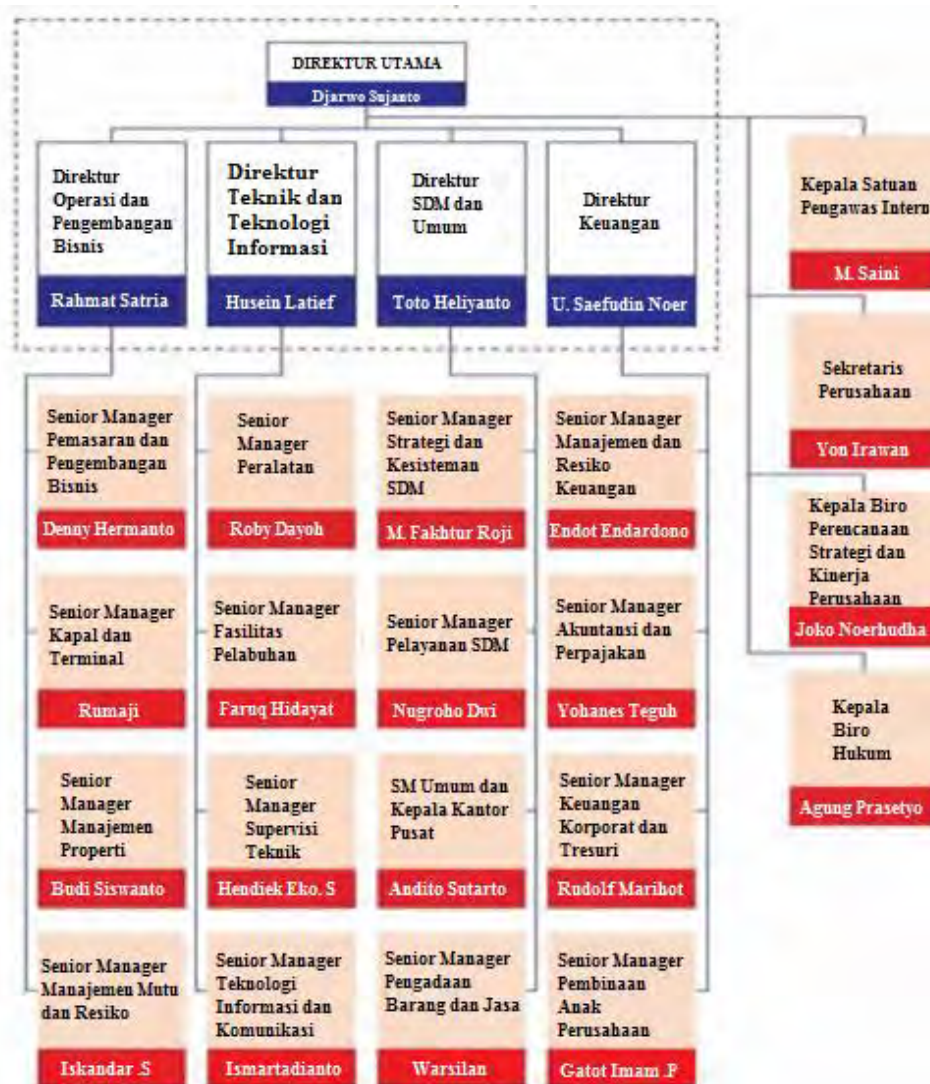 DIREKTUR UTAMA
Djarwo Sujanto
Direktur
Operasi dan
Pengembangan
Bisnis
Rahmat Satria
Direktur
Teknik dan
Teknologi
Informasi
Husein Latief
Direktur
SDM dan
Umum
Toto Heliyanto
Direktur
Keuangan
U. Saefudin Noer
Kepala Satuan
Pengawas Intern
M. Saini
Sekretaris
Perusahaan
Yon Irawan
Kepala Biro
Perencanaan
Strategi dan
Kinerja
Perusahaan
Joko Noerhudha
Kepala
Biro
Hukum
Agung Prasetyo
Senior Manager
Pemasaran dan
Pengembangan
Bisnis
Denny Hermanto
Senior Manager
Kapal dan
Terminal
Rumaji
Senior
Manager
Manajemen
Properti
Budi Siswanto
Senior Manager
Manajemen Mutu
dan Resiko
Iskandar .S
Senior
Manager
Peralatan
Roby Dayoh
Senior Manager
Fasilitas
Pelabuhan
Faruq Hidayat
Senior
Manager
Supervisi
Teknik
Hendiek Eko. S
Senior Manager
Teknologi
Informasi dan
Komunikasi
Ismartadianto
Senior Manager
Strategi dan
Kesisteman
SDM
M. Fakhtur Roji
Senior Manager
Pelayanan SDM
Nugroho Dwi
SM Umum dan
Kepala Kantor
Pusat
Andito Sutarto
Senior Manager
Pengadaan
Barang dan Jasa
Warsilan
Senior Manager
Manajemen dan
Resiko
Keuangan
Endot Endardono
Senior Manager
Akuntansi dan
Perpajakan
Yohanes Teguh
Senior Manager
Keuangan
Korporat dan
Tresuri
Rudolf Marihot
Senior Manager
Pembinaan
Anak
Perusahaan
Gatot Imam .P